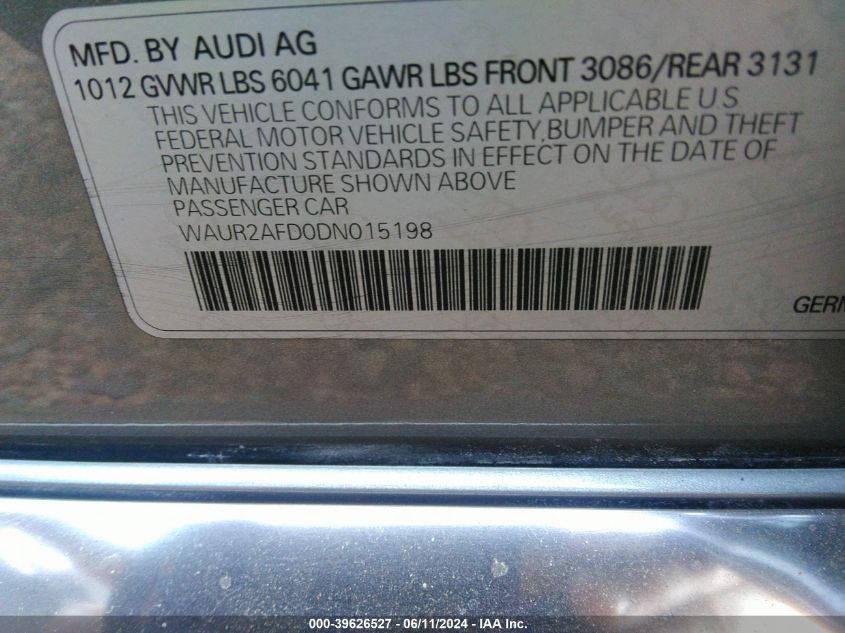 MFD. BY AUDI AG
1012 GVWR LBS 6041 GAWR LBS FRONT 3086/REAR 3131
THIS VEHICLE CONFORMS TO ALL APPLICABLE U S
FEDERAL MOTOR VEHICLE SAFETY,BUMPER AND THEFT
PREVENTION STANDARDS IN EFFECT ON THE DATE OF
MANUFACTURE SHOWN ABOVE
PASSENGER CAR
WAUR2AFD0DN015198
GERM
000-39626527 - 06/11/2024 - IAA Inc.